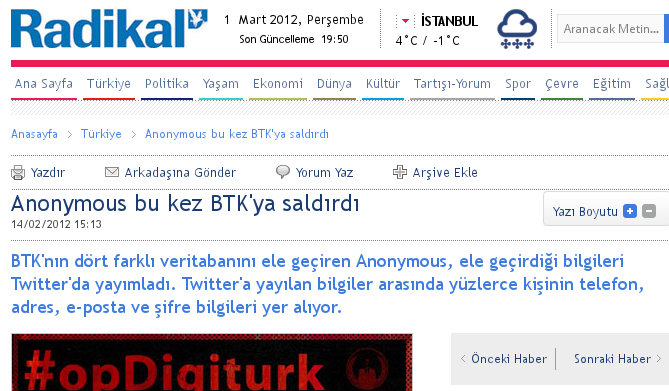 Radikal
1 Mart 2012, Perşembe
Son Güncelleme 19:50
İSTANBUL
4°C / -1°C
Aranacak Metin...
Ana Sayfa Türkiye Politika Yaşam Ekonomi Dünya Kültür Tartışı-Yorum Spor Çevre Eğitim Sağl
Anasayfa > Türkiye > Anonymous bu kez BTK'ya saldırdı
Yazdır Arkadaşına Gönder Yorum Yaz Arşive Ekle
Anonymous bu kez BTK'ya saldırdı
14/02/2012 15:13
Yazı Boyutu + -
BTK'nın dört farklı veritabanını ele geçiren Anonymous, ele geçirdiği bilgileri
Twitter'da yayımladı. Twitter'a yayılan bilgiler arasında yüzlerce kişinin telefon,
adres, e-posta ve şifre bilgileri yer alıyor.
#opDigiturk
< Önceki Haber Sonraki Haber >